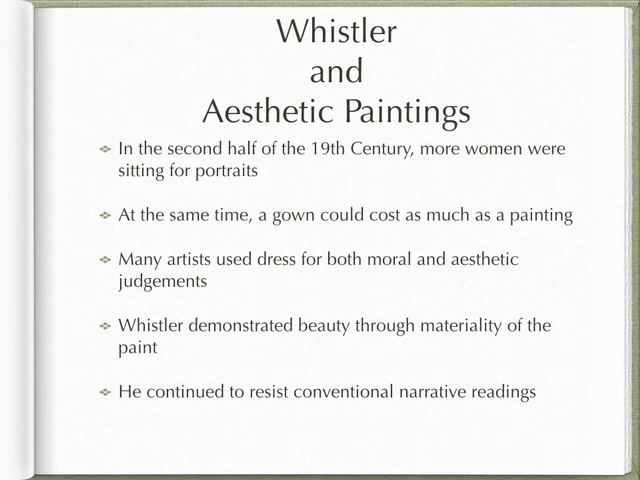 Whistler
and
Aesthetic Paintings
In the second half of the 19th Century, more women were
sitting for portraits
At the same time, a gown could cost as much as a painting
Many artists used dress for both moral and aesthetic
judgements
Whistler demonstrated beauty through materiality of the
paint
He continued to resist conventional narrative readings